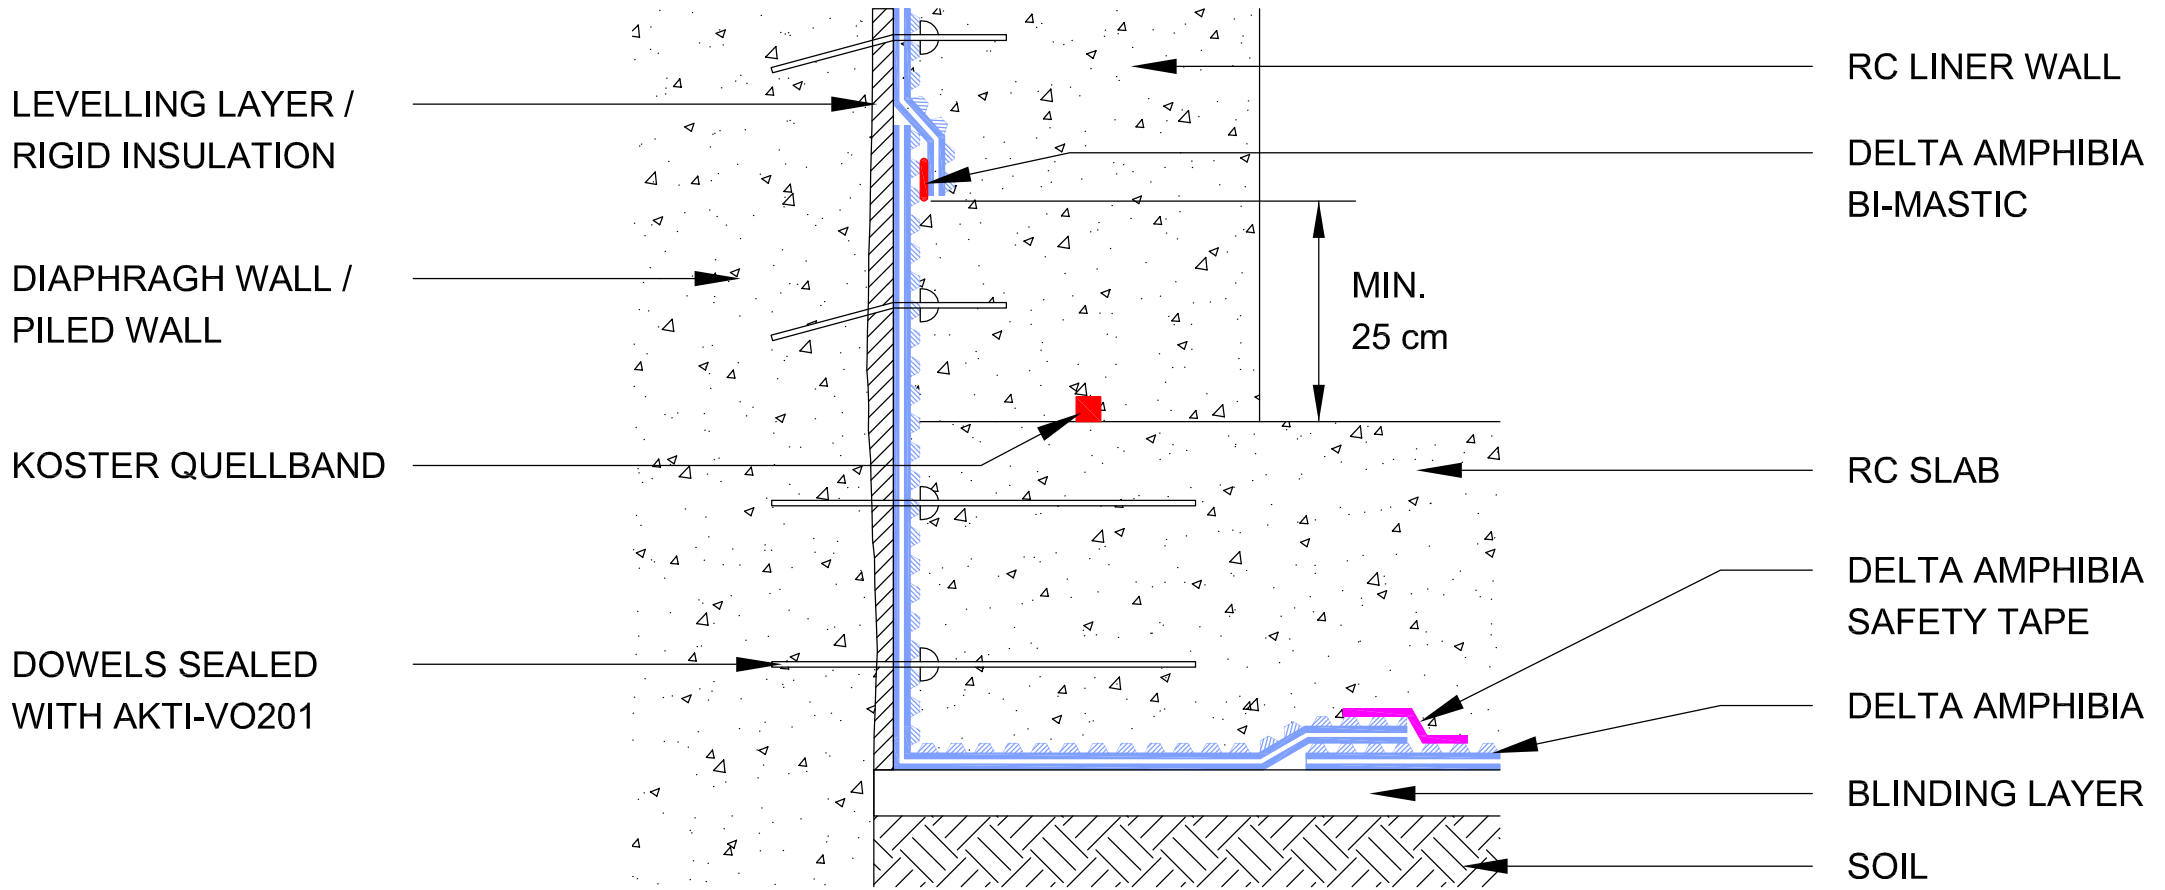 LEVELLING LAYER /
RIGID INSULATION
DIAPHRAGH WALL /
PILED WALL
KOSTER QUELLBAND
DOWELS SEALED
WITH AKTI-VO201
MIN.
25 cm
RC LINER WALL
DELTA AMPHIBIA
BI-MASTIC
RC SLAB
DELTA AMPHIBIA
SAFETY TAPE
DELTA AMPHIBIA
BLINDING LAYER
SOIL